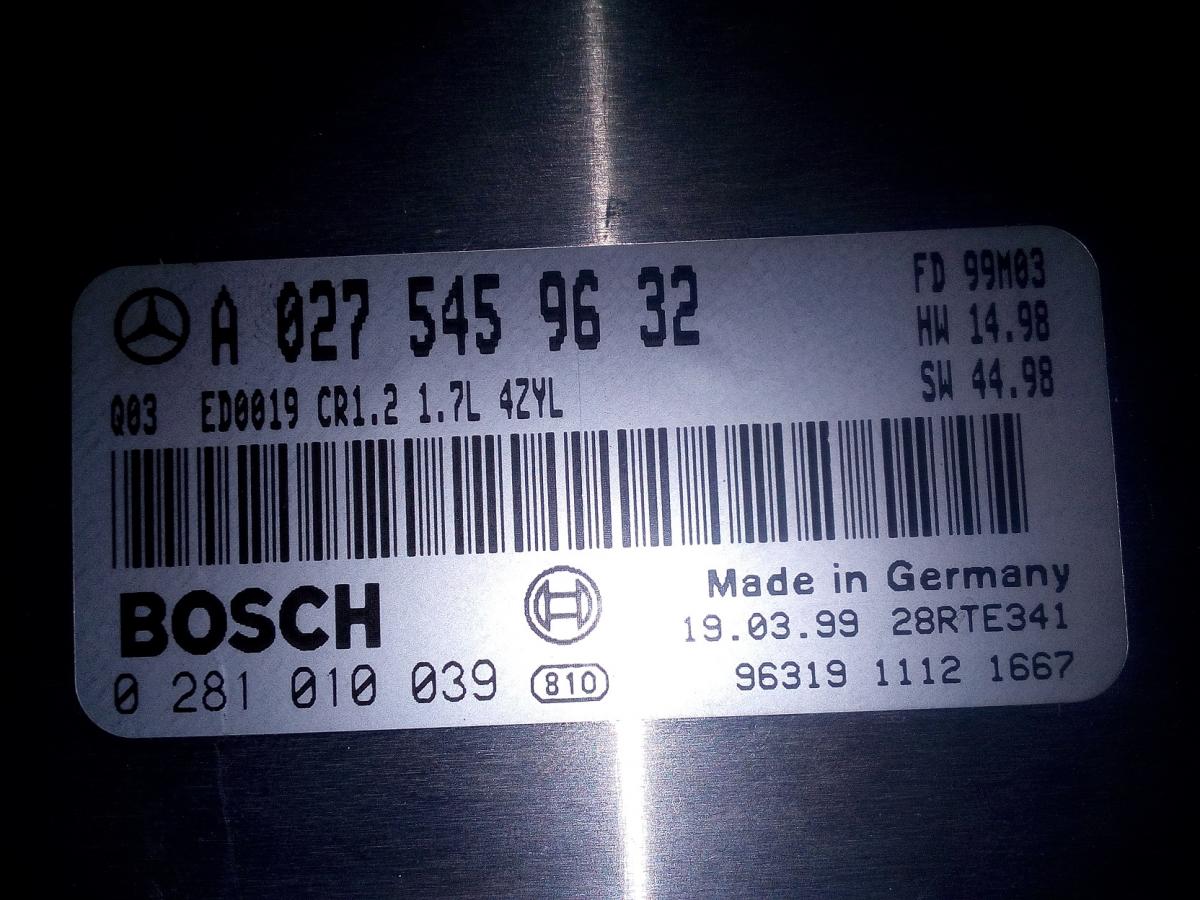 A 027 545 96 32
FD 99M03
HW 14.98
SW 44.98
Q03 ED0019 CR1.2 1.7L 4ZYL
BOSCH
Made in Germany
19.03.99 28RTE341
0 281 010 039 810
96319 1112 1667